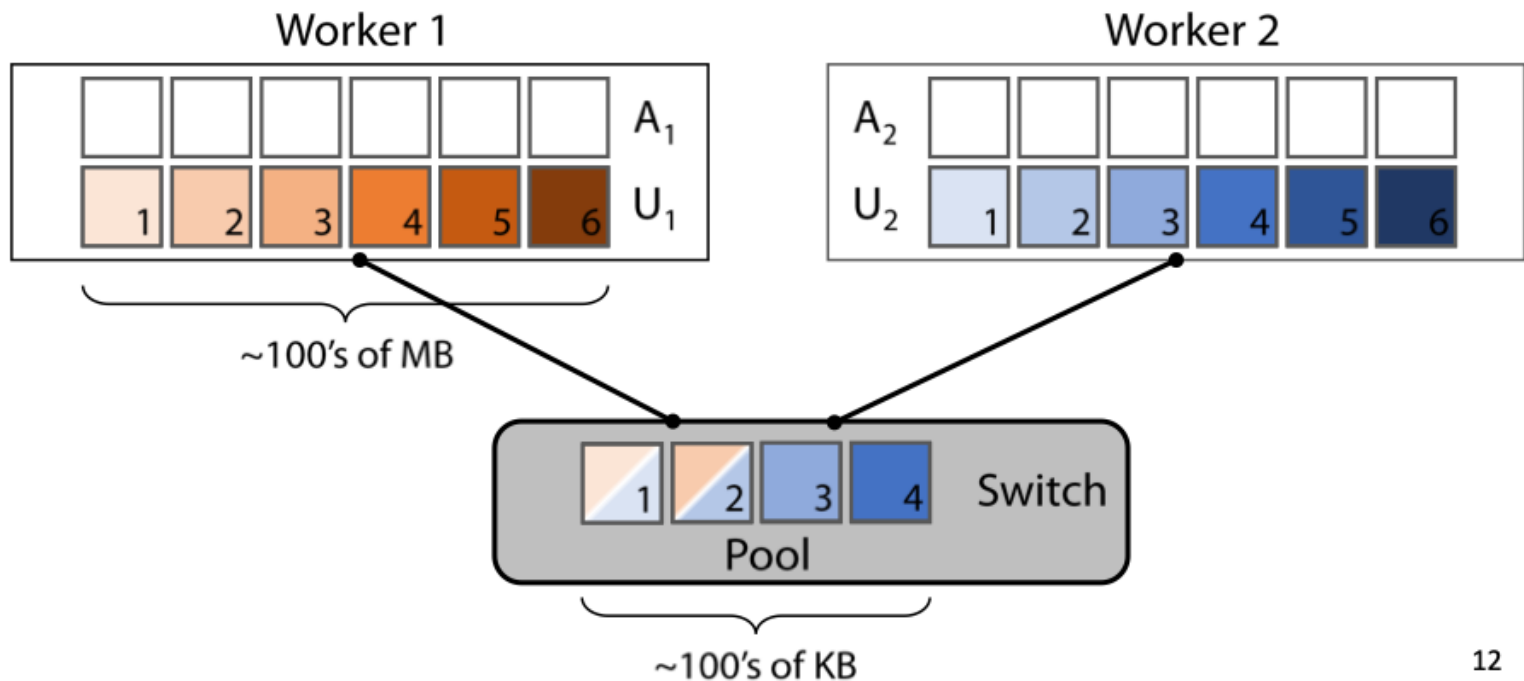 Worker 1
Worker 2
A₁
A₂
1 2 3 4 5 6 U₁
U₂ 1 2 3 4 5 6
~100's of MB
1 2 3 4 Switch
Pool
~100's of KB
12